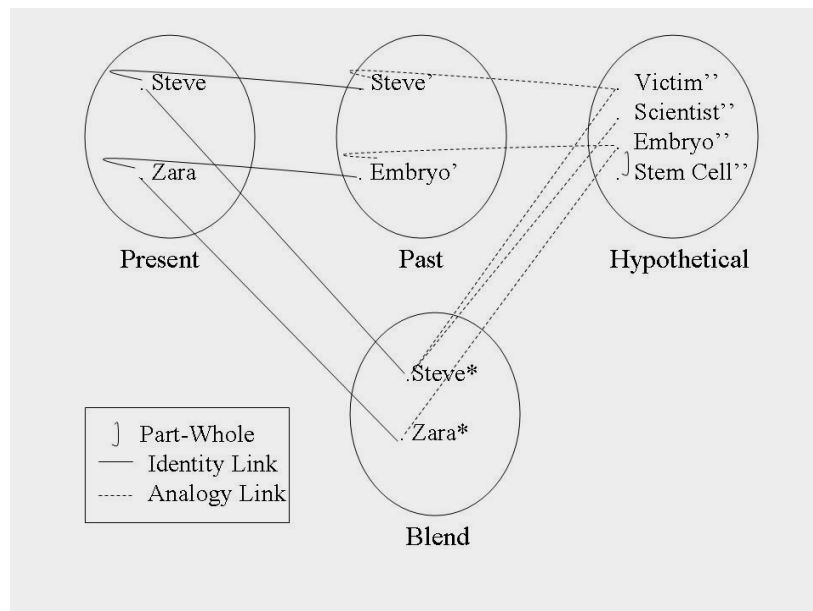 Steve
Zara
Present
Steve’
Embryo’
Past
Victim’’
Scientist’’
Embryo’’
Stem Cell’’
Hypothetical
Steve*
Zara*
Blend
Part-Whole
Identity Link
Analogy Link